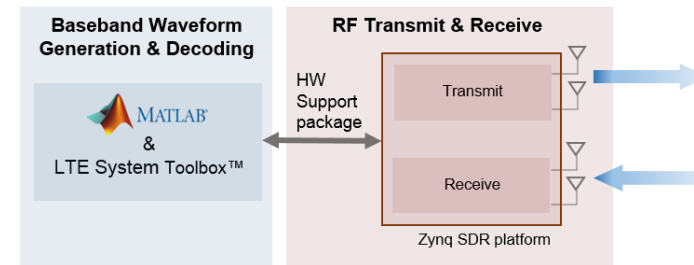 Baseband Waveform
Generation & Decoding
MATLAB®
&
LTE System Toolbox™
HW
Support
package
RF Transmit & Receive
Transmit
Receive
Zynq SDR platform